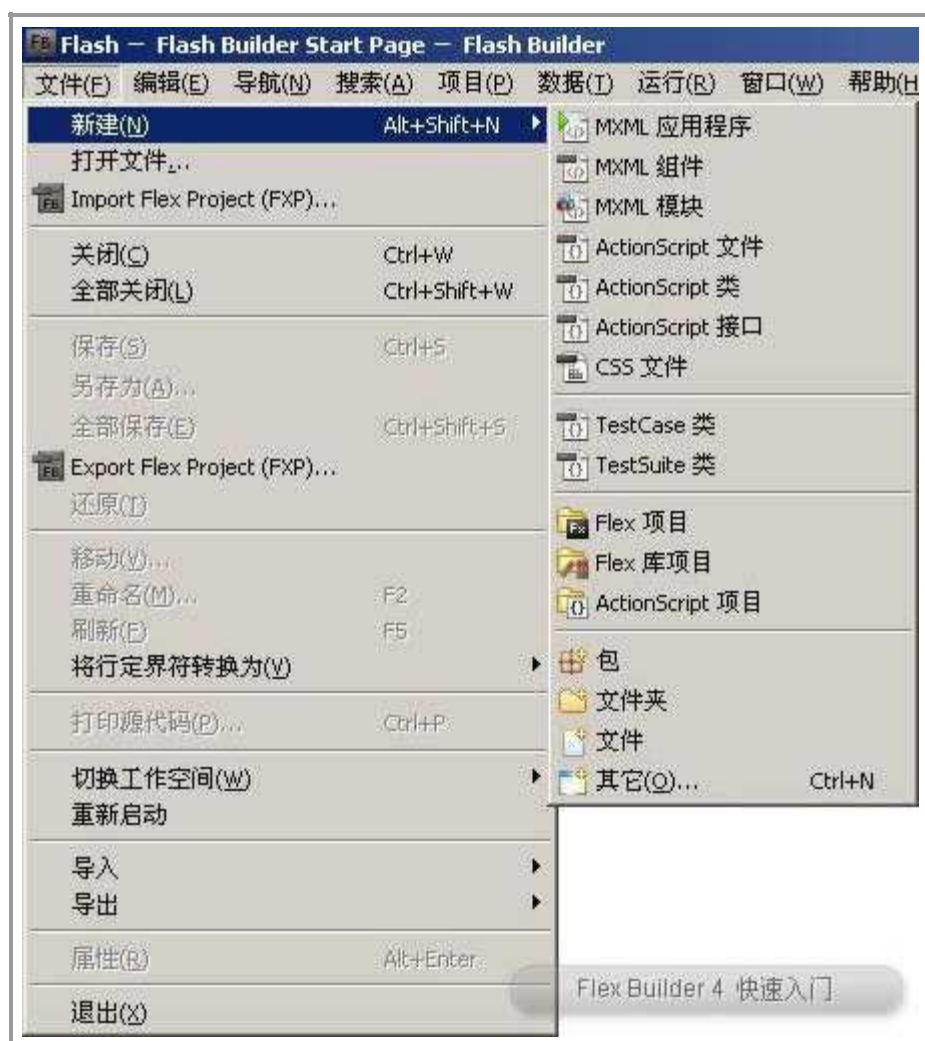 Flash — Flash Builder Start Page — Flash Builder
文件(F) 编辑(E) 导航(N) 搜索(A) 项目(P) 数据(T) 运行(R) 窗口(W) 帮助(H
新建(N) Alt+Shift+N
打开文件...
Import Flex Project (FXP)...
关闭(C) Ctrl+W
全部关闭(L) Ctrl+Shift+W
保存(S) Ctrl+S
另存为(A)...
全部保存(E) Ctrl+Shift+S
Export Flex Project (FXP)...
还原(T)
移动(V)...
重命名(M)... F2
刷新(F) F5
将行定界符转换为(V)
打印源代码(P)... Ctrl+P
切换工作空间(W)
重新启动
导入
导出
属性(R) Alt+Enter
退出(X)
MXML 应用程序
MXML 组件
MXML 模块
ActionScript 文件
ActionScript 类
ActionScript 接口
CSS 文件
TestCase 类
TestSuite 类
Flex 项目
Flex 库项目
ActionScript 项目
包
文件夹
文件
其它(O)... Ctrl+N
Flex Builder 4 快速入门